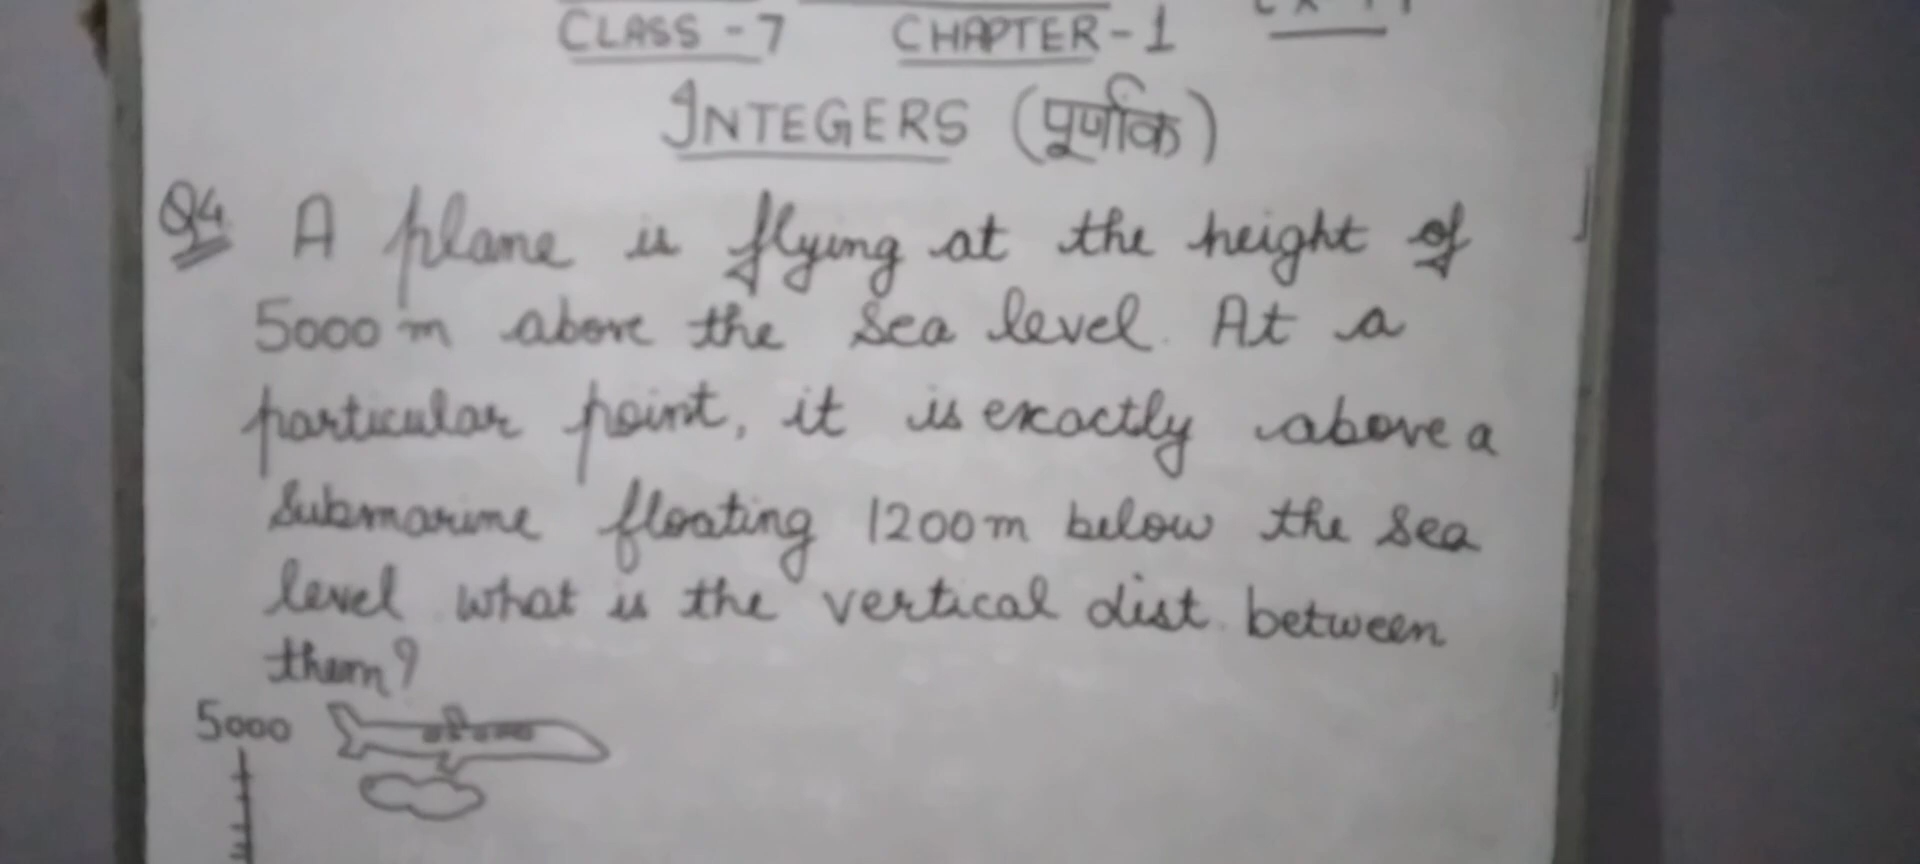 CLASS - 7 CHAPTER - 1
INTEGERS (पूर्णांक)
Q4 A plane is flying at the height of
5000 m above the sea level. At a
particular point, it is exactly above a
submarine floating 1200 m below the sea
level what is the vertical dist. between
them?
5000